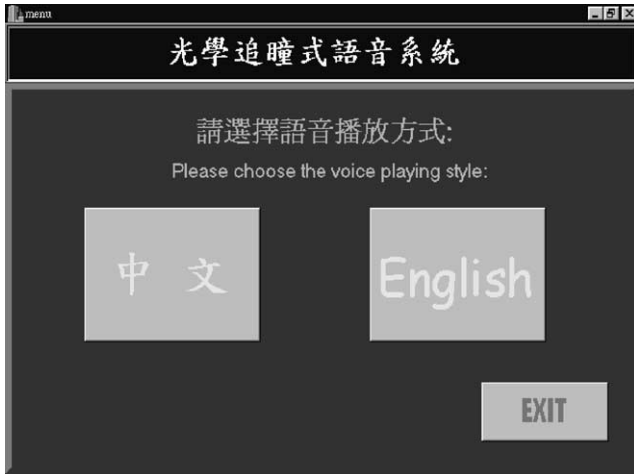 menu
光學追瞳式語音系統
請選擇語音播放方式:
Please choose the voice playing style:
中 文
English
EXIT